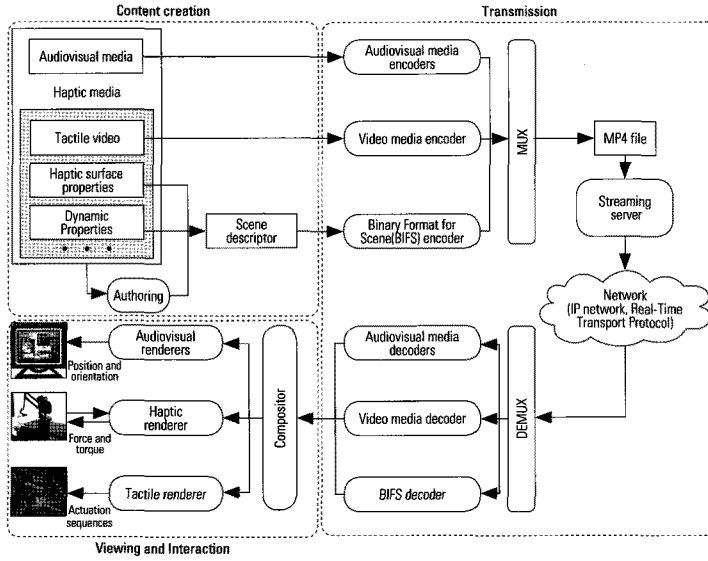 Content creation
Transmission
Audiovisual media
Haptic media
Tactile video
Haptic surface
properties
Dynamic
Properties
Scene
descriptor
Authoring
Audiovisual media
encoders
Video media encoder
Binary Format for
Scene(BIFS) encoder
MUX
MP4 file
Streaming
server
Network
(IP network, Real-Time
Transport Protocol)
Audiovisual
renderers
Position and
orientation
Haptic
renderer
Force and
torque
Tactile renderer
Actuation
sequences
Compositor
Audiovisual media
decoders
Video media decoder
BIFS decoder
DEMUX
Viewing and Interaction